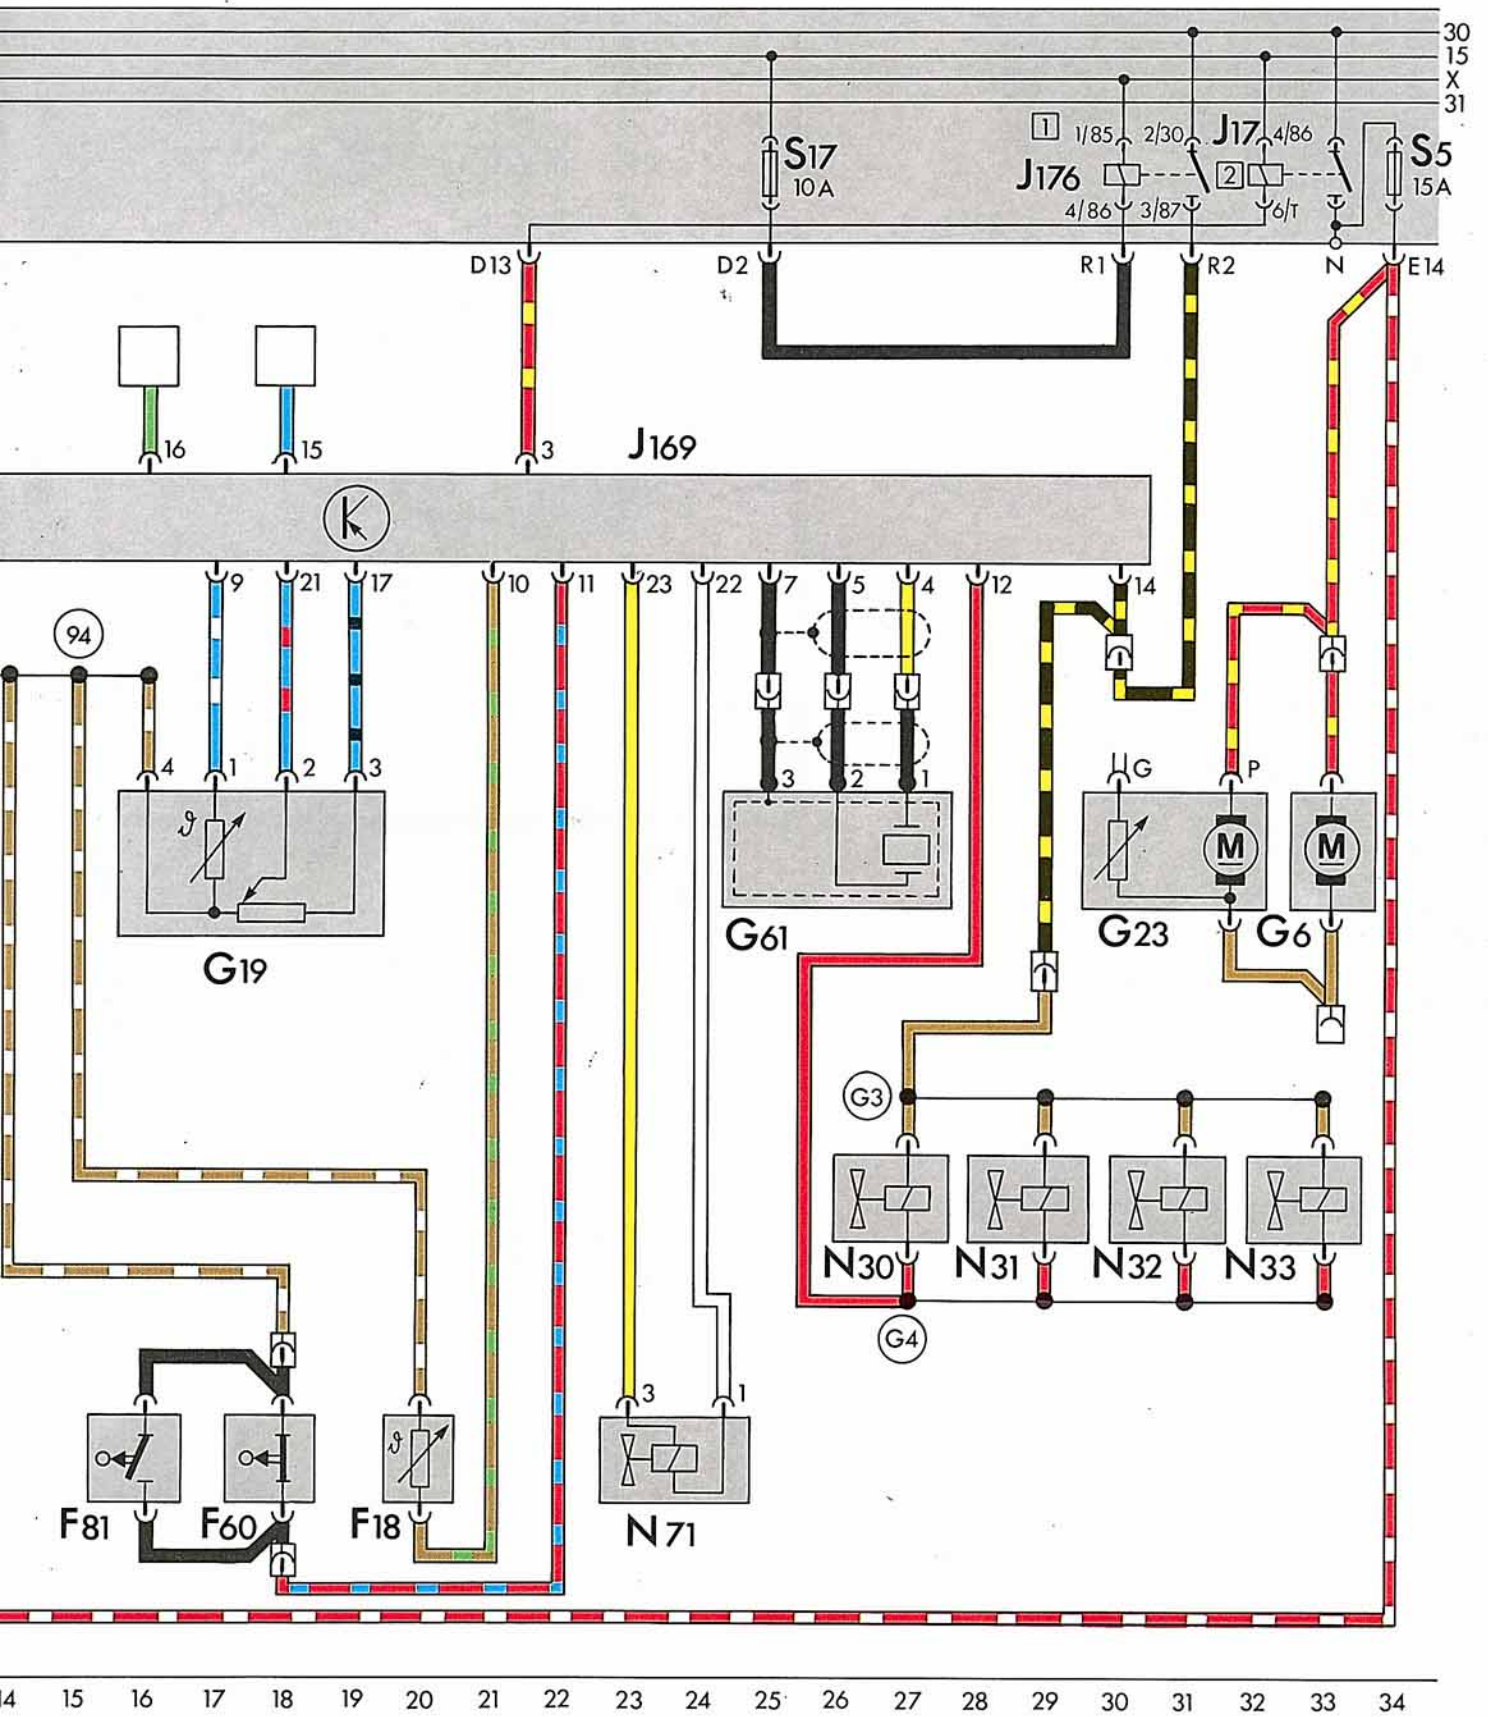 30
15
X
31
1 1/85 2/30 J17 4/86
S17 S5
10A J176 2 15A
4/86 3/87 6/T
D13 D2 R1 R2 N E14
16 15 3 J169
9 21 17 10 11 23 22 7 5 4 12 14
94
4 1 2 3 3 2 1 G P
ϑ
M M
G19 G61 G23 G6
G3
N30 N31 N32 N33
G4
3 1
ϑ
F81 F60 F18 N71
14 15 16 17 18 19 20 21 22 23 24 25 26 27 28 29 30 31 32 33 34